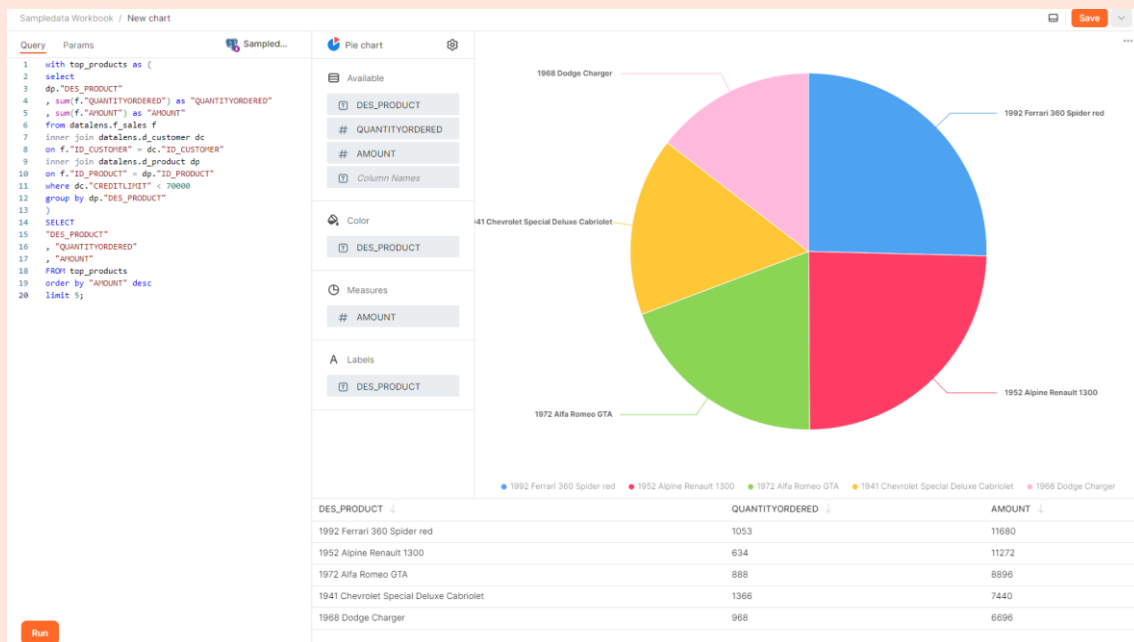 Sampledata Workbook / New chart
Save
Query Params Sampled...
1 with top_products as (
2 select
3 dp."DES_PRODUCT"
4 , sum(f."QUANTITYORDERED") as "QUANTITYORDERED"
5 , sum(f."AMOUNT") as "AMOUNT"
6 from datalens.f_sales f
7 inner join datalens.d_customer dc
8 on f."ID_CUSTOMER" = dc."ID_CUSTOMER"
9 inner join datalens.d_product dp
10 on f."ID_PRODUCT" = dp."ID_PRODUCT"
11 where dc."CREDITLIMIT" < 70000
12 group by dp."DES_PRODUCT"
13 )
14 SELECT
15 "DES_PRODUCT"
16 , "QUANTITYORDERED"
17 , "AMOUNT"
18 FROM top_products
19 order by "AMOUNT" desc
20 limit 5;
Run
Pie chart
Available
DES_PRODUCT
# QUANTITYORDERED
# AMOUNT
Column Names
Color
DES_PRODUCT
Measures
# AMOUNT
A Labels
DES_PRODUCT
1968 Dodge Charger
1992 Ferrari 360 Spider red
41 Chevrolet Special Deluxe Cabriolet
1952 Alpine Renault 1300
1972 Alfa Romeo GTA
1992 Ferrari 360 Spider red 1952 Alpine Renault 1300 1972 Alfa Romeo GTA 1941 Chevrolet Special Deluxe Cabriolet 1968 Dodge Charger
DES_PRODUCT ↓ QUANTITYORDERED ↓ AMOUNT ↓
1992 Ferrari 360 Spider red 1053 11680
1952 Alpine Renault 1300 634 11272
1972 Alfa Romeo GTA 888 8896
1941 Chevrolet Special Deluxe Cabriolet 1366 7440
1968 Dodge Charger 968 6696